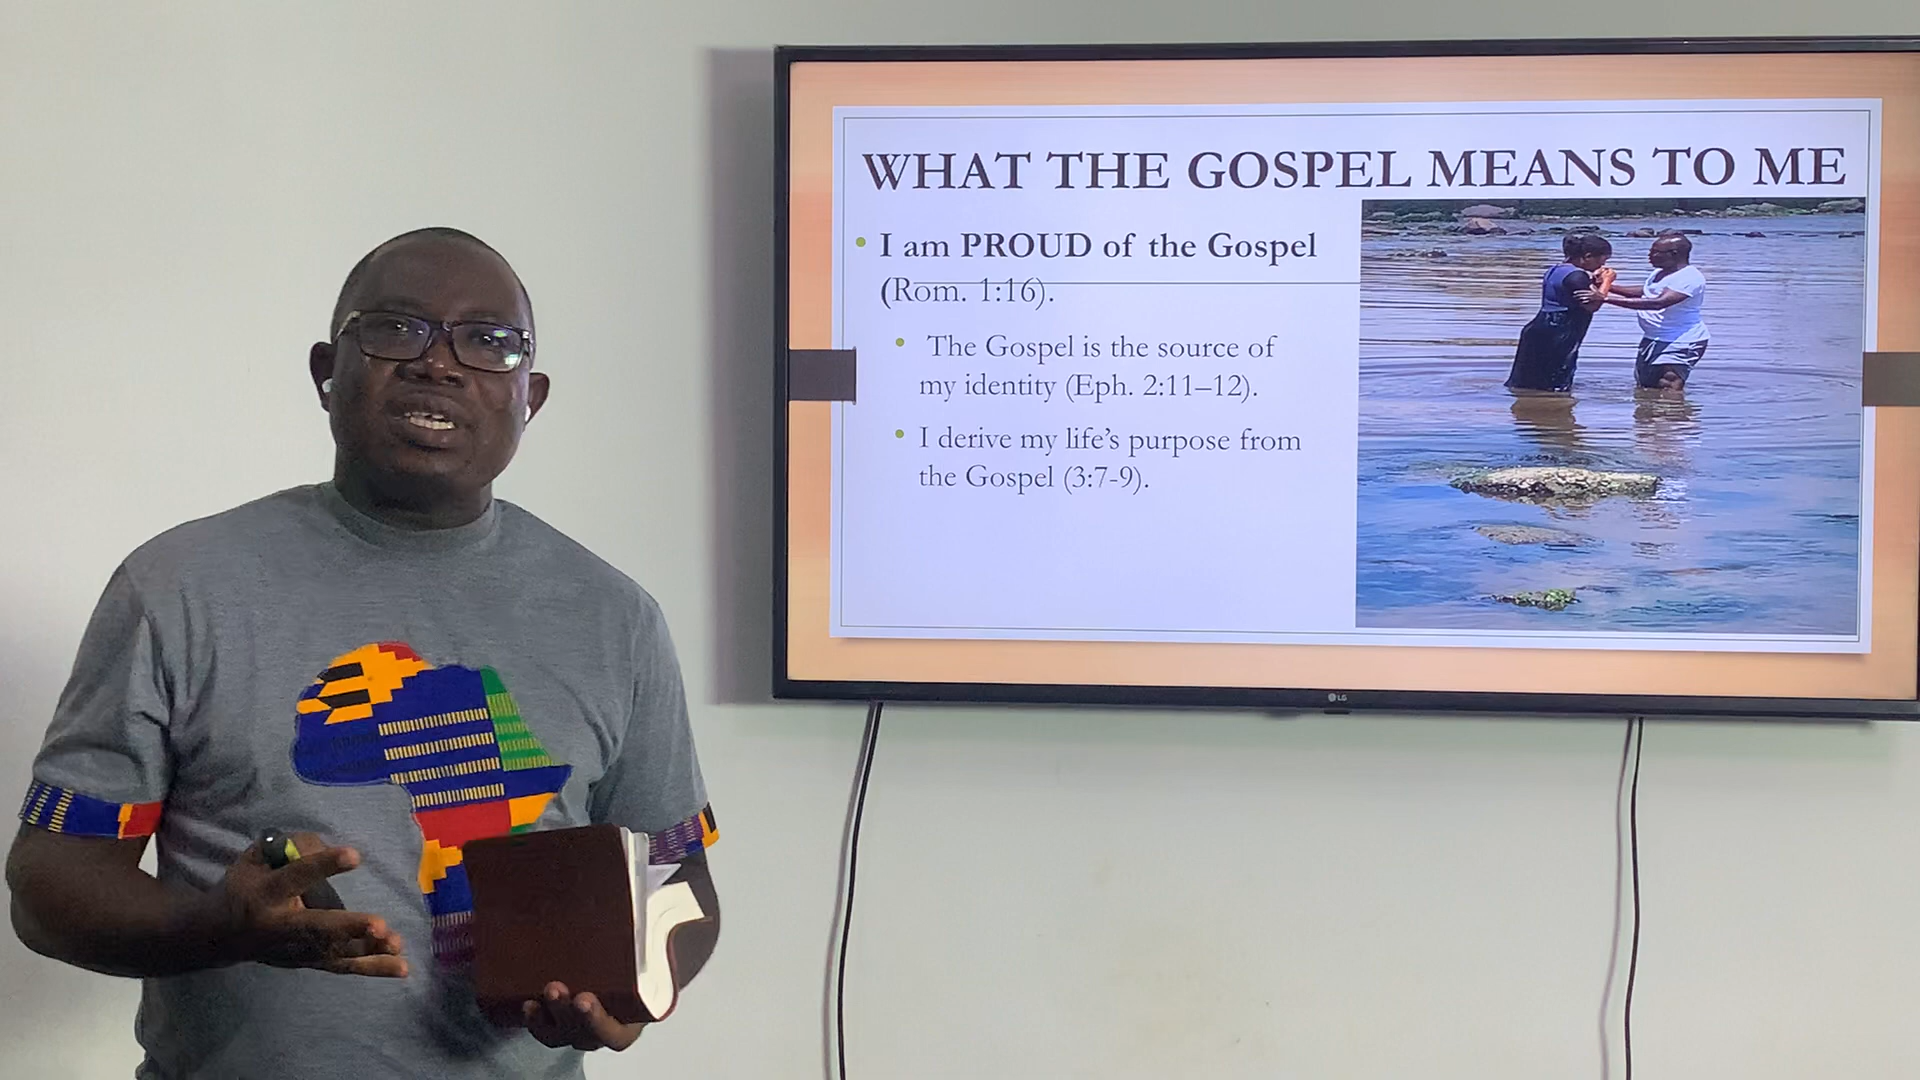 WHAT THE GOSPEL MEANS TO ME
• I am PROUD of the Gospel
(Rom. 1:16).
• The Gospel is the source of
my identity (Eph. 2:11–12).
• I derive my life’s purpose from
the Gospel (3:7-9).
LG